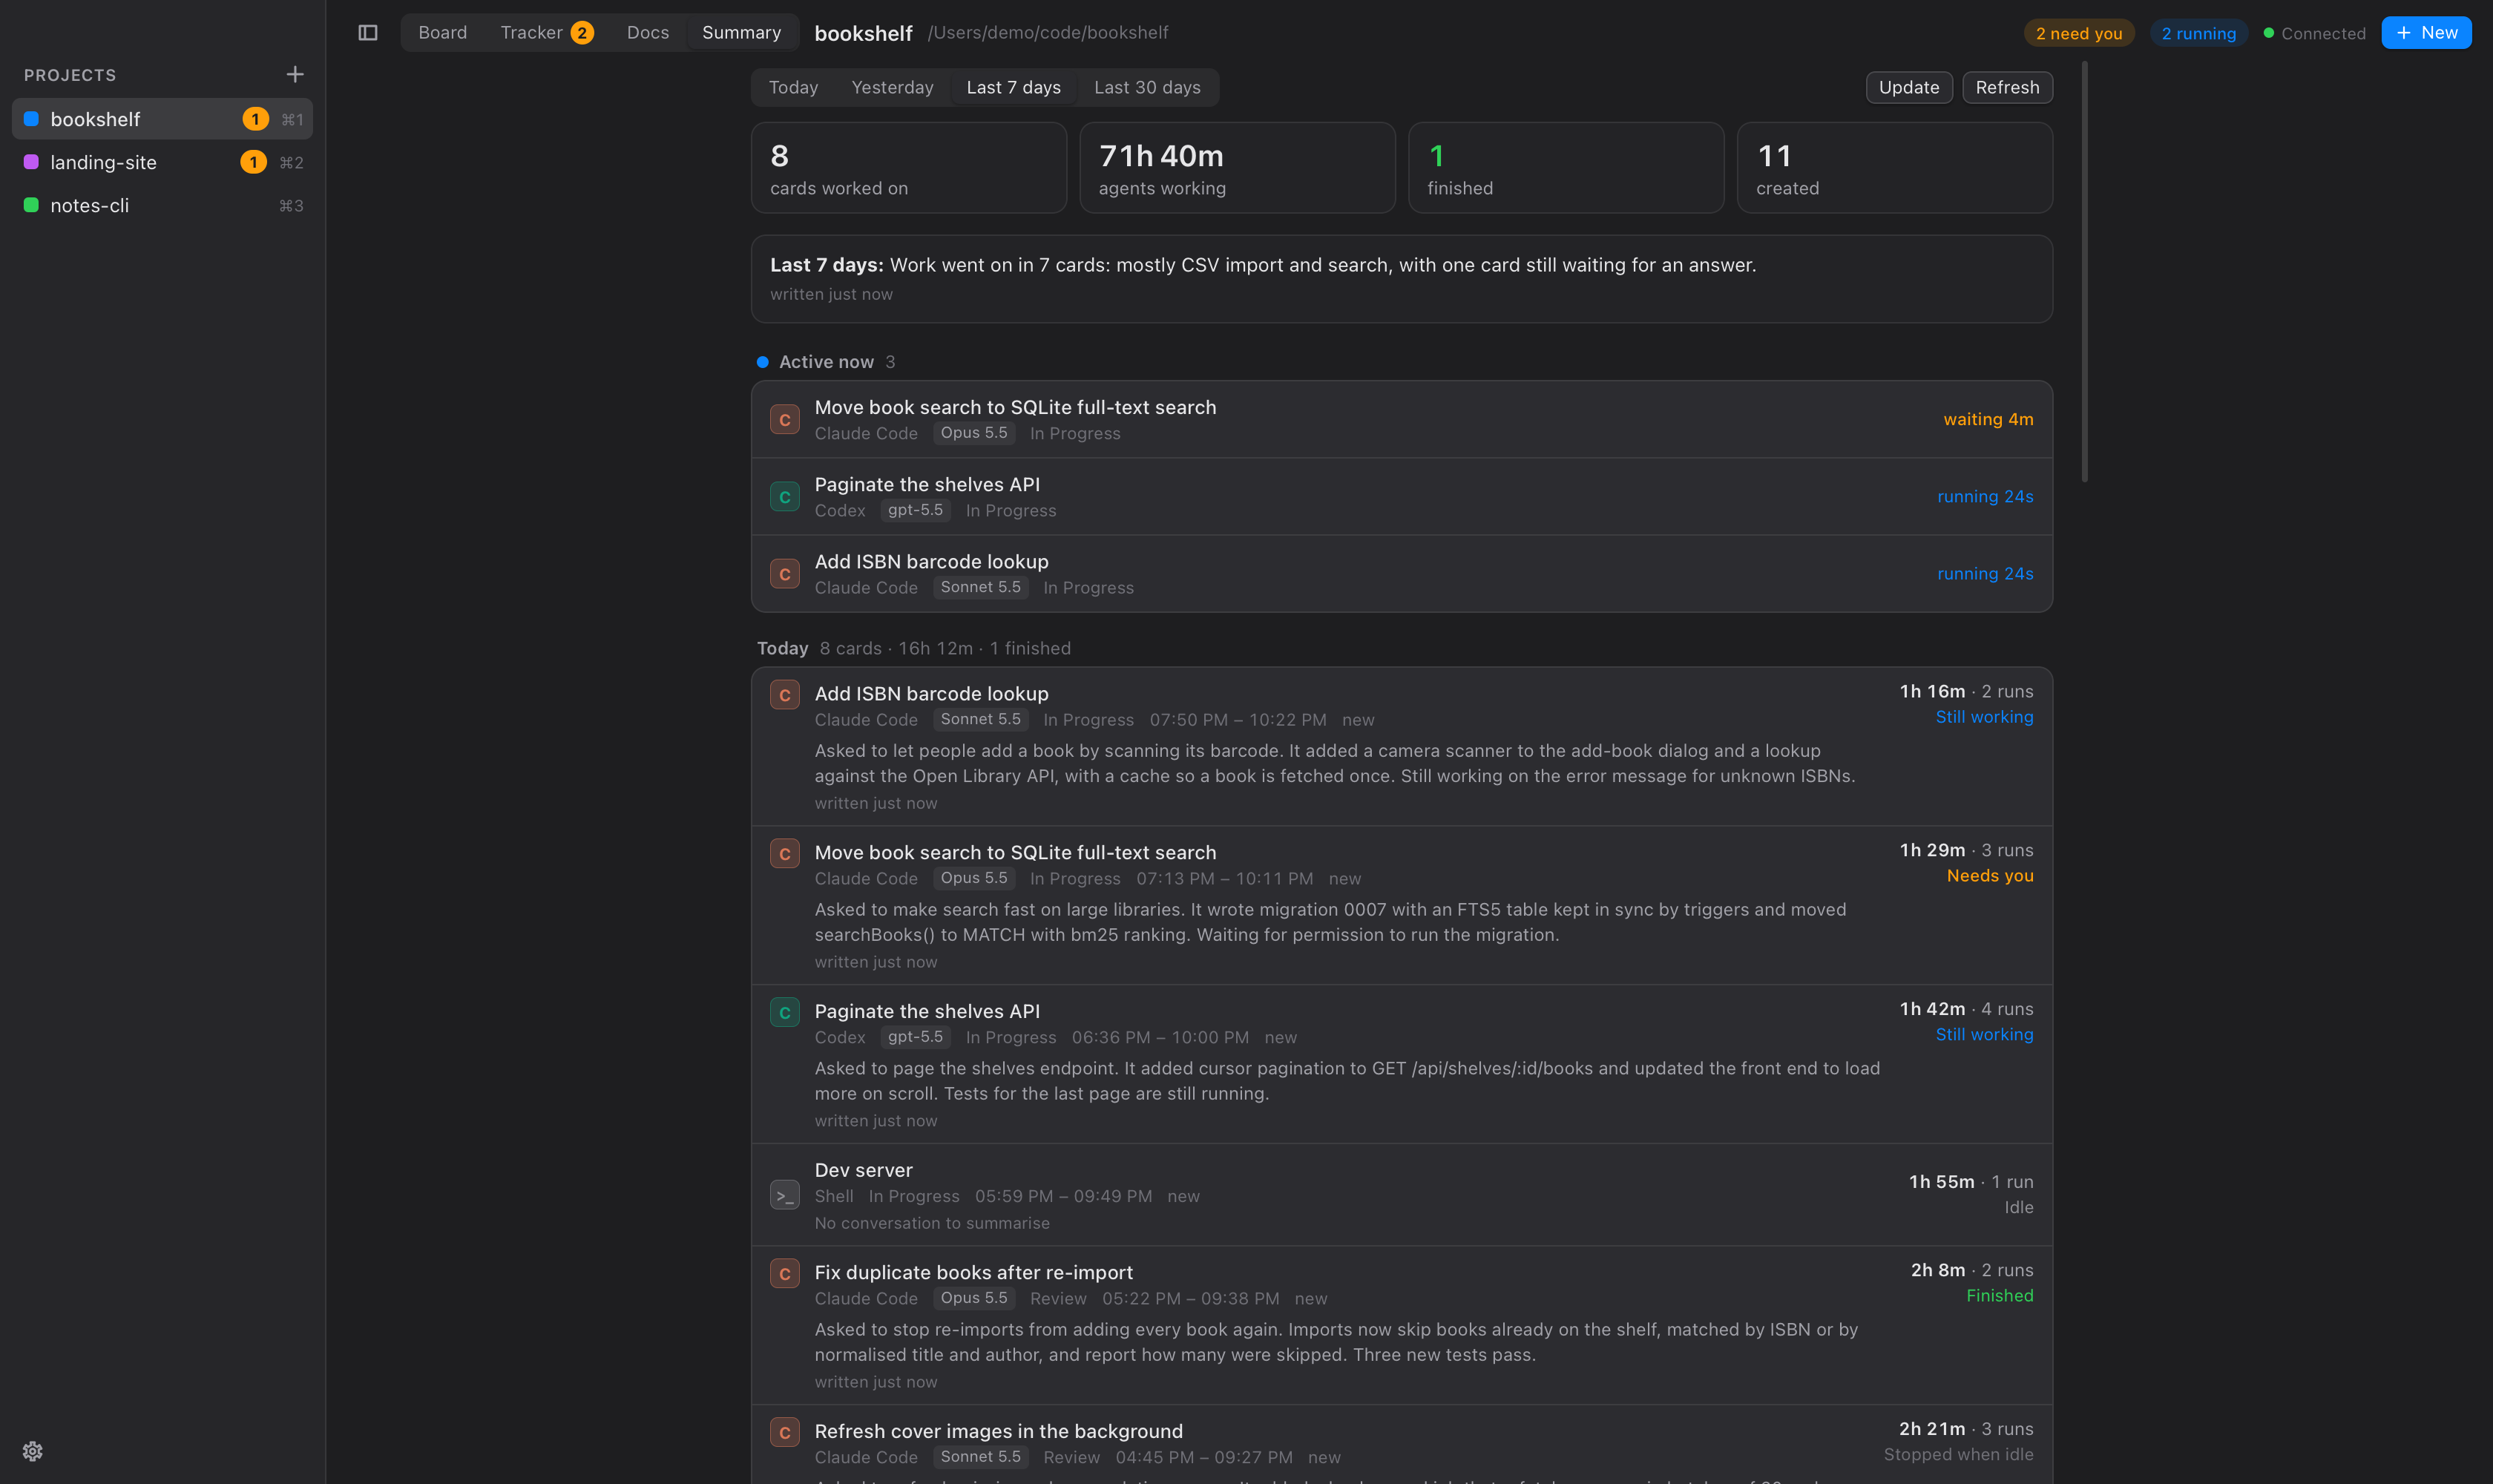 Board Tracker 2 Docs Summary bookshelf /Users/demo/code/bookshelf 2 need you 2 running Connected + New
PROJECTS +
bookshelf 1 ⌘1
landing-site 1 ⌘2
notes-cli ⌘3
Today Yesterday Last 7 days Last 30 days Update Refresh
8 71h 40m 1 11
cards worked on agents working finished created
Last 7 days: Work went on in 7 cards: mostly CSV import and search, with one card still waiting for an answer.
written just now
Active now 3
C Move book search to SQLite full-text search
Claude Code Opus 5.5 In Progress waiting 4m
C Paginate the shelves API
Codex gpt-5.5 In Progress running 24s
C Add ISBN barcode lookup
Claude Code Sonnet 5.5 In Progress running 24s
Today 8 cards · 16h 12m · 1 finished
C Add ISBN barcode lookup 1h 16m · 2 runs
Claude Code Sonnet 5.5 In Progress 07:50 PM – 10:22 PM new Still working
Asked to let people add a book by scanning its barcode. It added a camera scanner to the add-book dialog and a lookup
against the Open Library API, with a cache so a book is fetched once. Still working on the error message for unknown ISBNs.
written just now
C Move book search to SQLite full-text search 1h 29m · 3 runs
Claude Code Opus 5.5 In Progress 07:13 PM – 10:11 PM new Needs you
Asked to make search fast on large libraries. It wrote migration 0007 with an FTS5 table kept in sync by triggers and moved
searchBooks() to MATCH with bm25 ranking. Waiting for permission to run the migration.
written just now
C Paginate the shelves API 1h 42m · 4 runs
Codex gpt-5.5 In Progress 06:36 PM – 10:00 PM new Still working
Asked to page the shelves endpoint. It added cursor pagination to GET /api/shelves/:id/books and updated the front end to load
more on scroll. Tests for the last page are still running.
written just now
Dev server 1h 55m · 1 run
>_ Shell In Progress 05:59 PM – 09:49 PM new Idle
No conversation to summarise
C Fix duplicate books after re-import 2h 8m · 2 runs
Claude Code Opus 5.5 Review 05:22 PM – 09:38 PM new Finished
Asked to stop re-imports from adding every book again. Imports now skip books already on the shelf, matched by ISBN or by
normalised title and author, and report how many were skipped. Three new tests pass.
written just now
C Refresh cover images in the background 2h 21m · 3 runs
Claude Code Sonnet 5.5 Review 04:45 PM – 09:27 PM new Stopped when idle